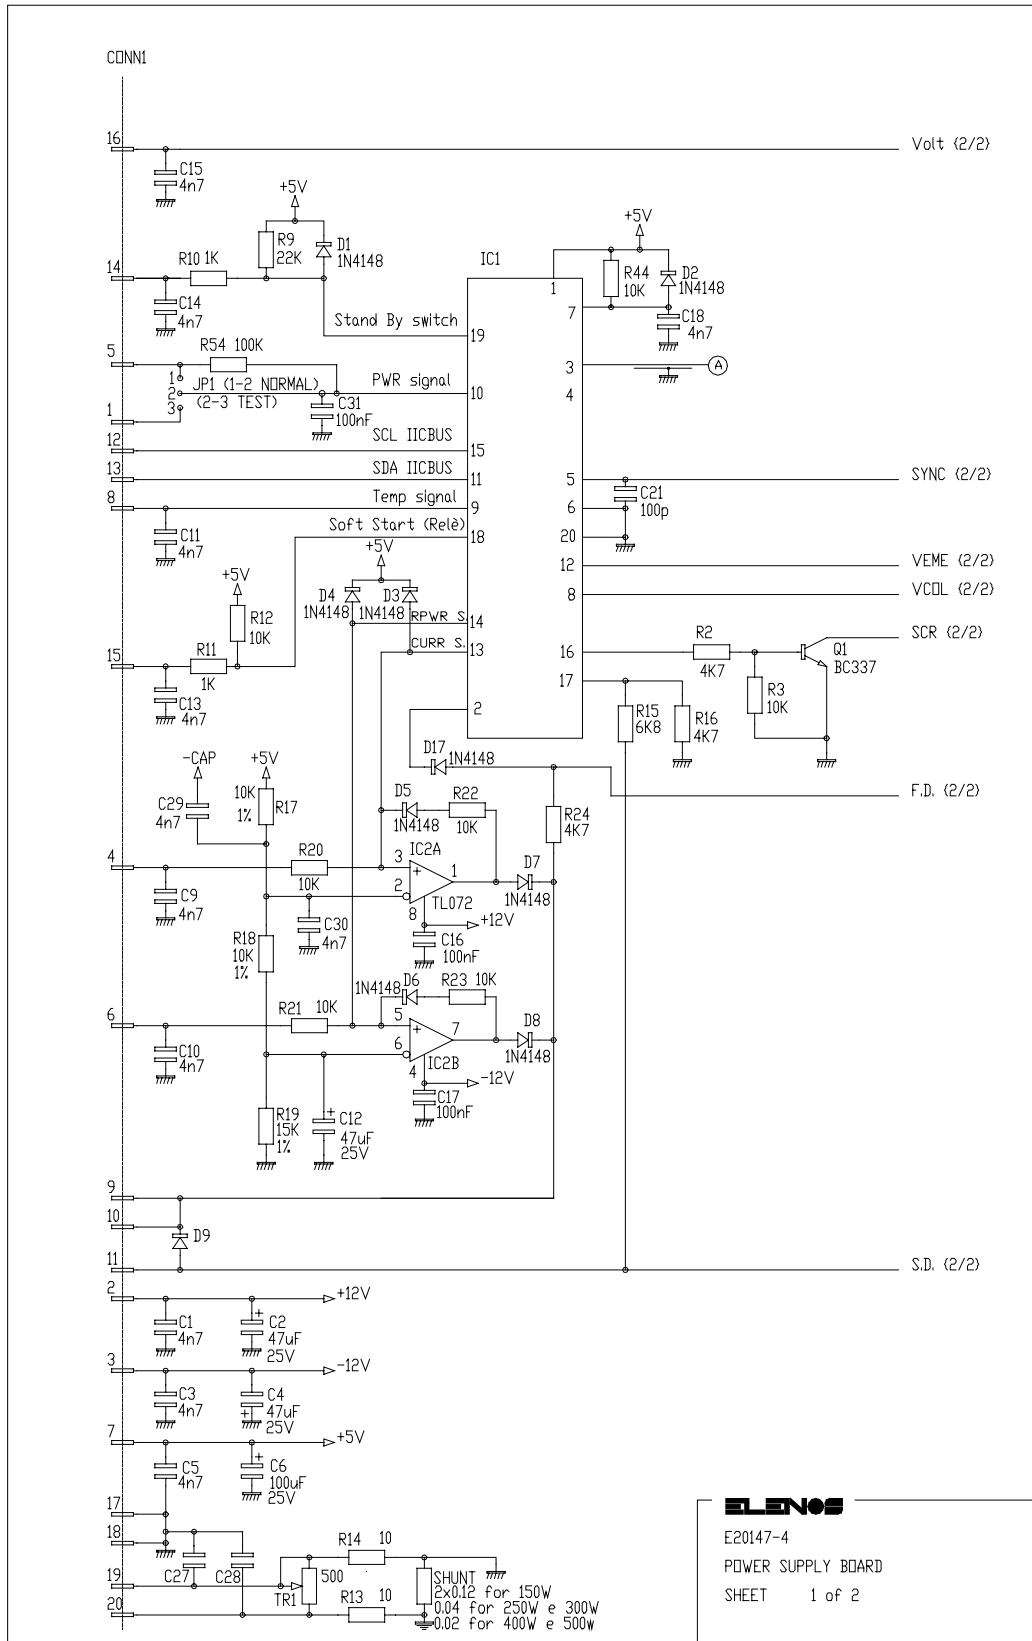 CONN1
16
Volt (2/2)
C15
4n7
+5V
R9
22K
D1
1N4148
R10 1K
14
C14
4n7
Stand By switch
19
IC1
1
+5V
R44
10K
D2
1N4148
7
C18
4n7
3
A
4
5
R54 100K
1
2
3
JP1 (1-2 NORMAL)
(2-3 TEST)
PWR signal
10
C31
100nF
1
12
SCL IICBUS
15
13
SDA IICBUS
11
5
SYNC (2/2)
C21
100p
8
Temp signal
9
6
C11
4n7
Soft Start (Relè)
18
20
+5V
12
VEME (2/2)
+5V
D4
1N4148
D3
1N4148
8
VCOL (2/2)
R12
10K
RPWR S.
14
CURR S.
13
SCR (2/2)
R2
4K7
16
Q1
BC337
R3
10K
15
R11
1K
C13
4n7
17
2
R15
6K8
R16
4K7
D17
1N4148
-CAP
+5V
C29
4n7
10K
1%
R17
F.D. (2/2)
D5
1N4148
R22
10K
R24
4K7
4
R20
10K
IC2A
3
+
2
1
8
TL072
D7
1N4148
C9
4n7
C30
4n7
+12V
C16
100nF
R18
10K
1%
1N4148
D6
R23 10K
6
R21 10K
5
+
6
7
4
IC2B
D8
1N4148
C10
4n7
-12V
C17
100nF
R19
15K
1%
+
C12
47uF
25V
9
10
D9
11
S.D. (2/2)
2
+12V
C1
4n7
+
C2
47uF
25V
3
-12V
C3
4n7
C4
+
47uF
25V
7
+5V
C5
4n7
+
C6
100uF
25V
17
18
C27
C28
19
20
500
TR1
R14 10
R13 10
SHUNT
2x0.12 for 150W
0.04 for 250W e 300W
0.02 for 400W e 500w
ELENOS
E20147-4
POWER SUPPLY BOARD
SHEET 1 of 2